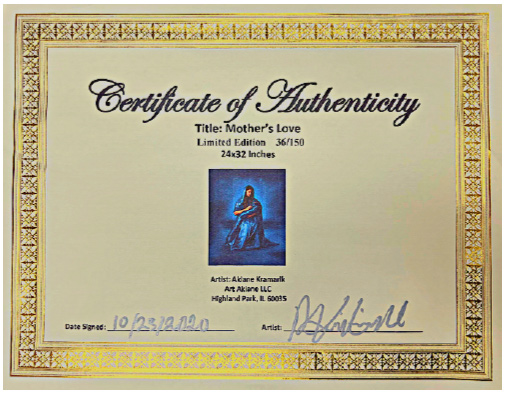 Certificate of Authenticity
Title: Mother's Love
Limited Edition 36/150
24x32 Inches
Artist: Akiane Kramarik
Art Akiane LLC
Highland Park, IL 60035
Date Signed: 10/23/2020
Artist: